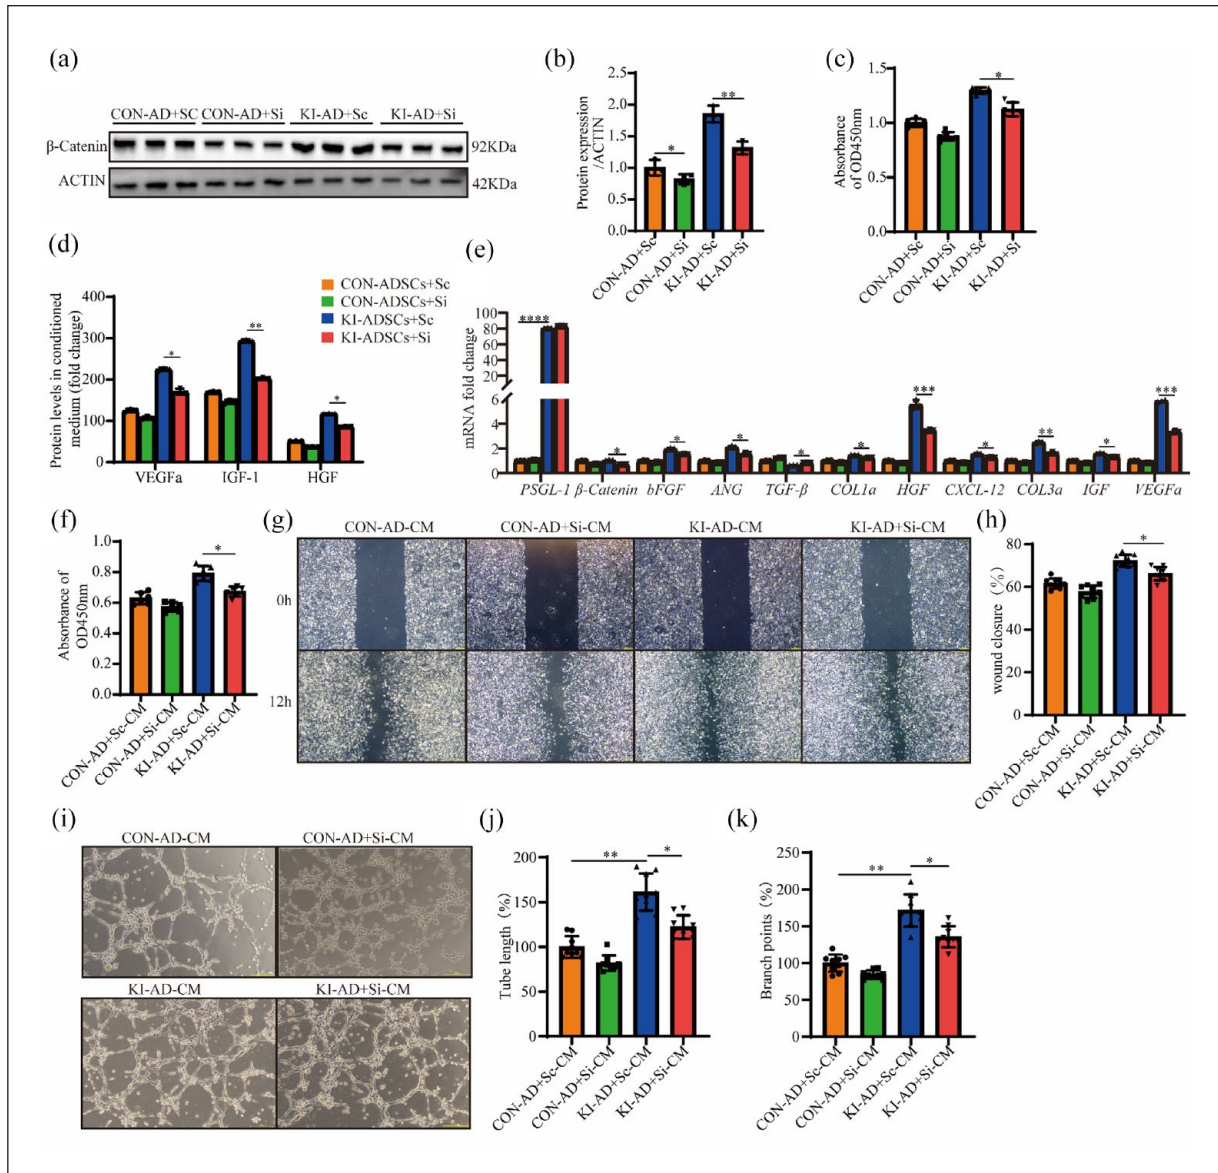 (a)
CON-AD+SC CON-AD+Si KI-AD+Sc KI-AD+Si
β-Catenin 92KDa
ACTIN 42KDa
(b)
Protein expression
/ACTIN
2.5
2.0
1.5
1.0
0.5
0.0
*
**
CON-AD+Sc
CON-AD+Si
KI-AD+Sc
KI-AD+Si
(c)
Absorbance
of OD450nm
1.5
1.0
0.5
0.0
*
CON-AD+Sc
CON-AD+Si
KI-AD+Sc
KI-AD+Si
(d)
Protein levels in conditioned
medium (fold change)
400
300
200
100
0
*
**
*
VEGFa IGF-1 HGF
CON-ADSCs+Sc
CON-ADSCs+Si
KI-ADSCs+Sc
KI-ADSCs+Si
(e)
mRNA fold change
100
80
60
40
20
6
4
2
0
****
*
*
*
*
*
***
*
**
*
***
PSGL-1 β-Catenin bFGF ANG TGF-β COL1a HGF CXCL-12 COL3a IGF VEGFa
(f)
Absorbance of
OD450nm
1.0
0.8
0.6
0.4
0.2
0.0
*
CON-AD+Sc-CM
CON-AD+Si-CM
KI-AD+Sc-CM
KI-AD+Si-CM
(g)
CON-AD-CM CON-AD+Si-CM KI-AD-CM KI-AD+Si-CM
0h
12h
(h)
wound closure (%)
80
60
40
20
0
*
CON-AD+Sc-CM
CON-AD+Si-CM
KI-AD+Sc-CM
KI-AD+Si-CM
(i)
CON-AD-CM CON-AD+Si-CM
KI-AD-CM KI-AD+Si-CM
(j)
Tube length (%)
200
150
100
50
0
**
*
CON-AD+Sc-CM
CON-AD+Si-CM
KI-AD+Sc-CM
KI-AD+Si-CM
(k)
Branch points (%)
250
200
150
100
50
0
**
*
CON-AD+Sc-CM
CON-AD+Si-CM
KI-AD+Sc-CM
KI-AD+Si-CM